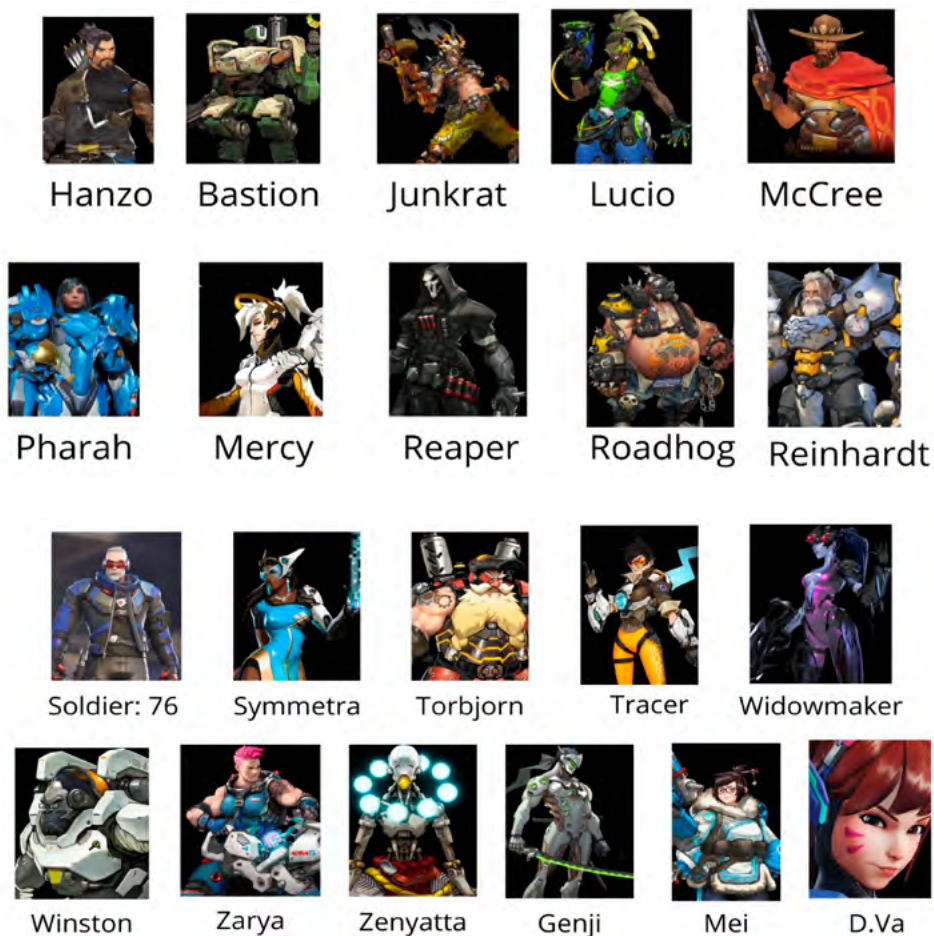 Hanzo Bastion Junkrat Lucio McCree
Pharah Mercy Reaper Roadhog Reinhardt
Soldier: 76 Symmetra Torbjorn Tracer Widowmaker
Winston Zarya Zenyatta Genji Mei D.Va